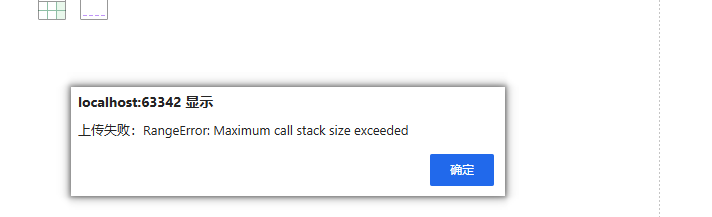 localhost:63342 显示
上传失败：RangeError: Maximum call stack size exceeded
确定